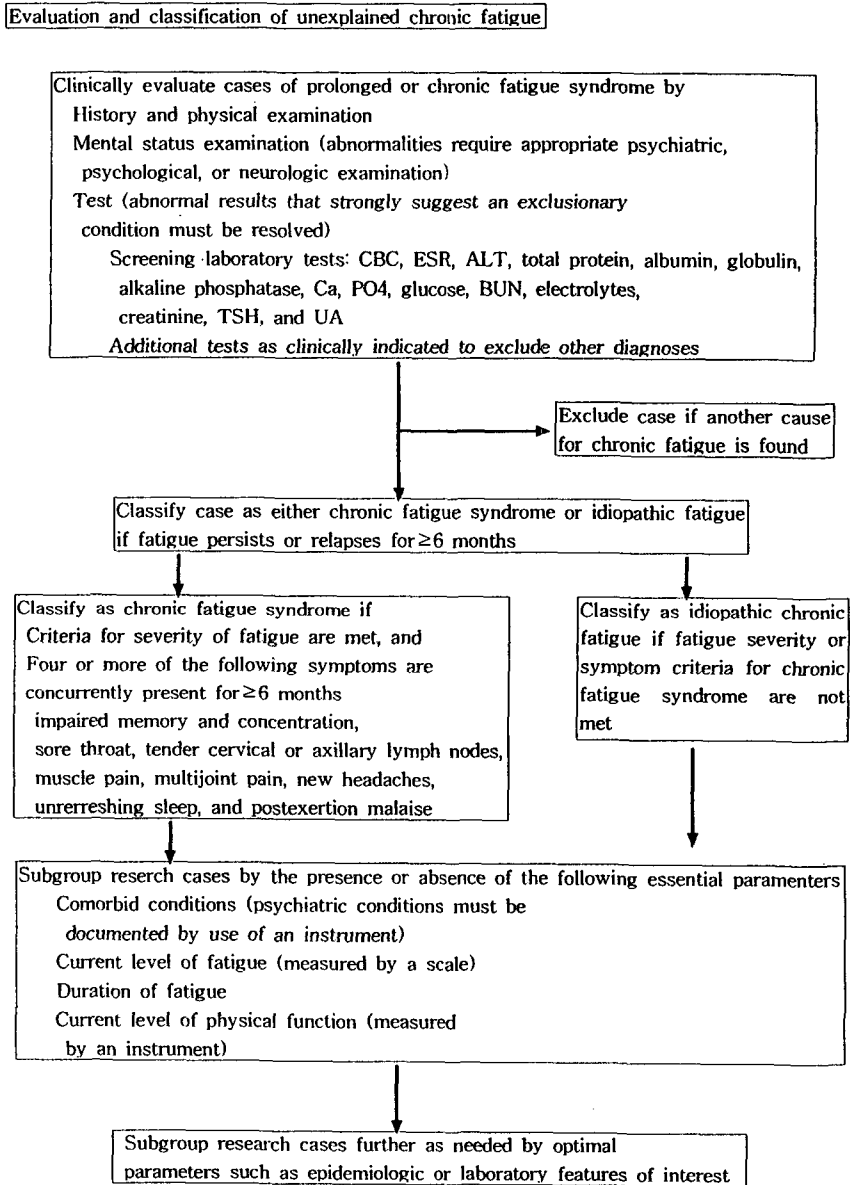 Evaluation and classification of unexplained chronic fatigue
Clinically evaluate cases of prolonged or chronic fatigue syndrome by
History and physical examination
Mental status examination (abnormalities require appropriate psychiatric,
psychological, or neurologic examination)
Test (abnormal results that strongly suggest an exclusionary
condition must be resolved)
Screening laboratory tests: CBC, ESR, ALT, total protein, albumin, globulin,
alkaline phosphatase, Ca, PO4, glucose, BUN, electrolytes,
creatinine, TSH, and UA
Additional tests as clinically indicated to exclude other diagnoses
Exclude case if another cause
for chronic fatigue is found
Classify case as either chronic fatigue syndrome or idiopathic fatigue
if fatigue persists or relapses for≥6 months
Classify as chronic fatigue syndrome if
Criteria for severity of fatigue are met, and
Four or more of the following symptoms are
concurrently present for≥6 months
impaired memory and concentration,
sore throat, tender cervical or axillary lymph nodes,
muscle pain, multijoint pain, new headaches,
unrerreshing sleep, and postexertion malaise
Classify as idiopathic chronic
fatigue if fatigue severity or
symptom criteria for chronic
fatigue syndrome are not
met
Subgroup reserch cases by the presence or absence of the following essential paramenters
Comorbid conditions (psychiatric conditions must be
documented by use of an instrument)
Current level of fatigue (measured by a scale)
Duration of fatigue
Current level of physical function (measured
by an instrument)
Subgroup research cases further as needed by optimal
parameters such as epidemiologic or laboratory features of interest